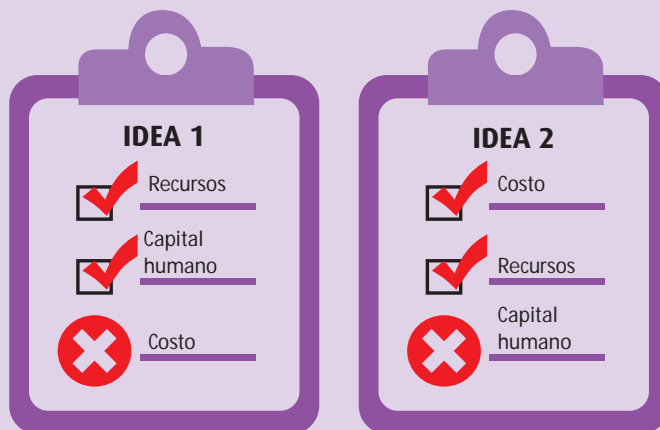 IDEA 1
Recursos
Capital
humano
Costo
IDEA 2
Costo
Recursos
Capital
humano